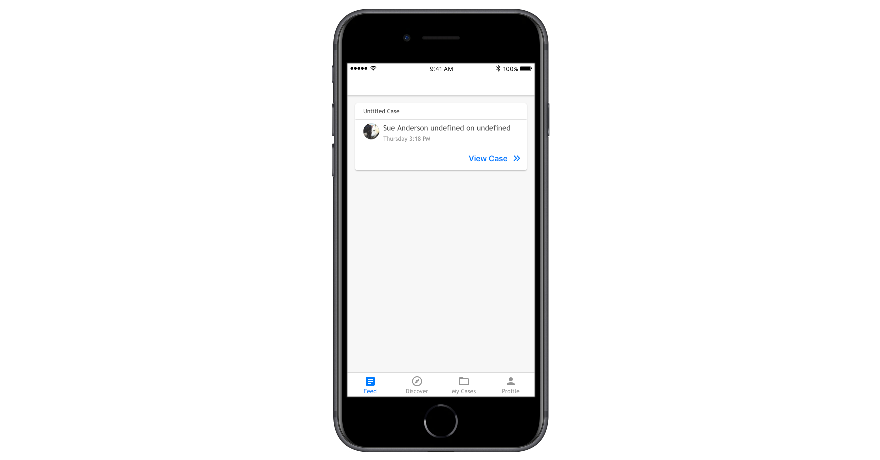 9:41 AM 100%
Untitled Case
Sue Anderson undefined on undefined
Thursday 3:18 PM
View Case
Feed Discover My Cases Profile